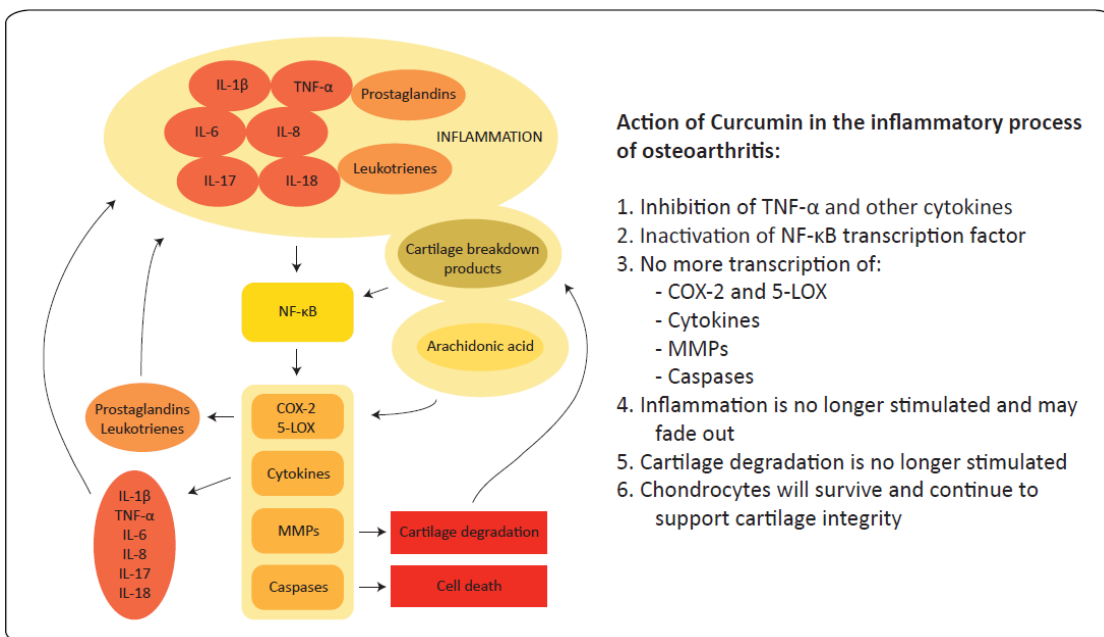 IL-1β
TNF-α
Prostaglandins
IL-6
IL-8
INFLAMMATION
IL-17
IL-18
Leukotrienes
Cartilage breakdown
products
NF-κB
Arachidonic acid
Prostaglandins
Leukotrienes
COX-2
5-LOX
Cytokines
IL-1β
TNF-α
IL-6
IL-8
IL-17
IL-18
MMPs
Cartilage degradation
Caspases
Cell death
Action of Curcumin in the inflammatory process
of osteoarthritis:
1. Inhibition of TNF-α and other cytokines
2. Inactivation of NF-κB transcription factor
3. No more transcription of:
- COX-2 and 5-LOX
- Cytokines
- MMPs
- Caspases
4. Inflammation is no longer stimulated and may
fade out
5. Cartilage degradation is no longer stimulated
6. Chondrocytes will survive and continue to
support cartilage integrity